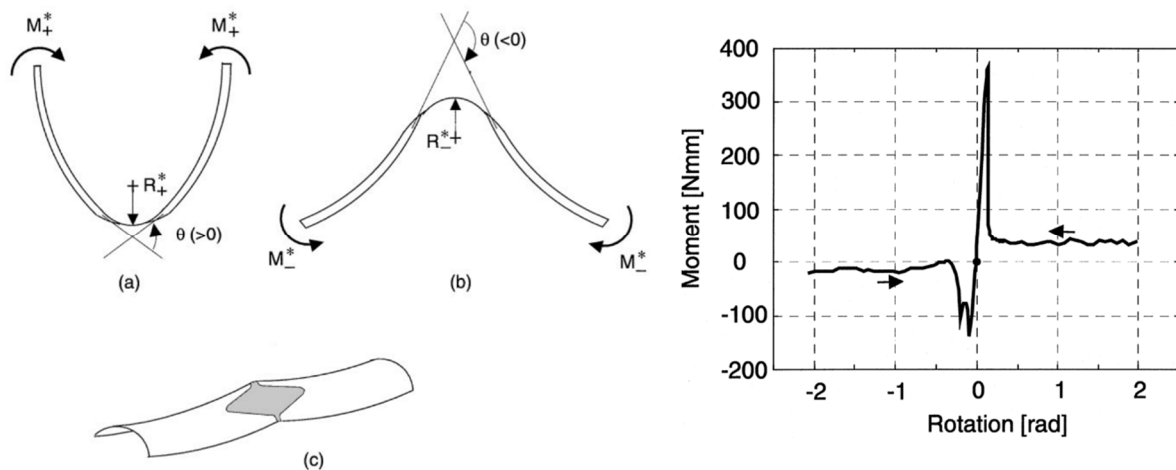 M*+ M*+
R*+
θ (>0)
(a)
θ (<0)
R*−
M*− M*−
(b)
(c)
400
300
200
100
0
-100
-200
Moment [Nmm]
-2 -1 0 1 2
Rotation [rad]